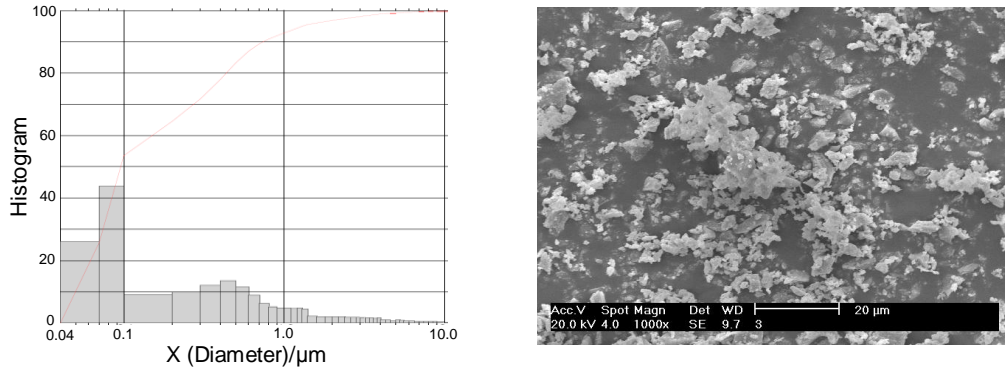 100
80
60
40
20
0
Histogram
0.04 0.1 1.0 10.0
X (Diameter)/μm
Acc.V Spot Magn Det WD 20 μm
20.0 kV 4.0 1000x SE 9.7 3